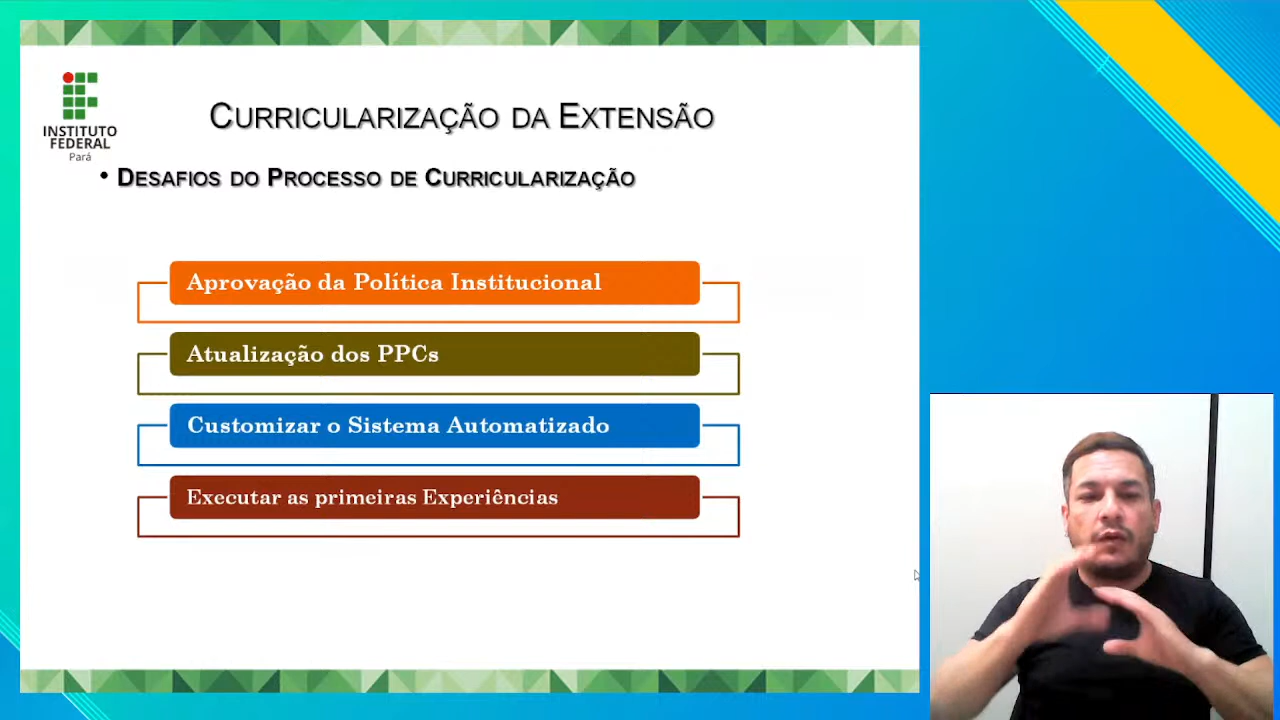 INSTITUTO
FEDERAL
Pará
CURRICULARIZAÇÃO DA EXTENSÃO
• DESAFIOS DO PROCESSO DE CURRICULARIZAÇÃO
Aprovação da Política Institucional
Atualização dos PPCs
Customizar o Sistema Automatizado
Executar as primeiras Experiências